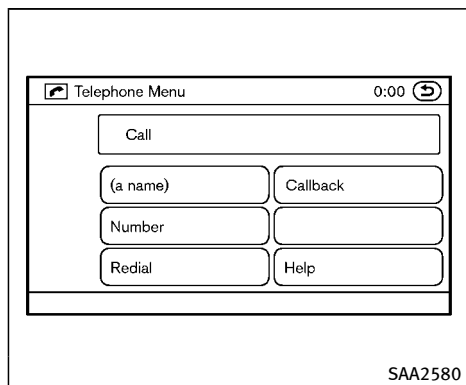 Telephone Menu 0:00
Call
(a name) Callback
Number
Redial Help
SAA2580